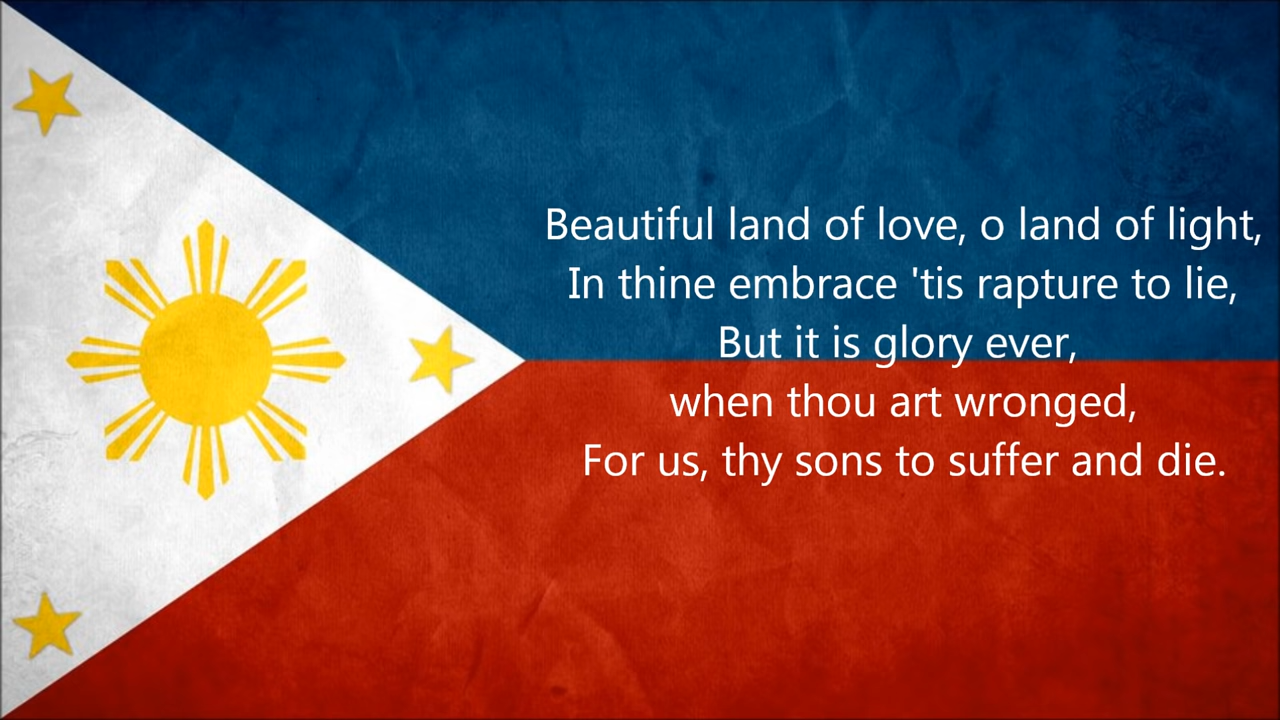 Beautiful land of love, o land of light,
In thine embrace 'tis rapture to lie,
But it is glory ever,
when thou art wronged,
For us, thy sons to suffer and die.